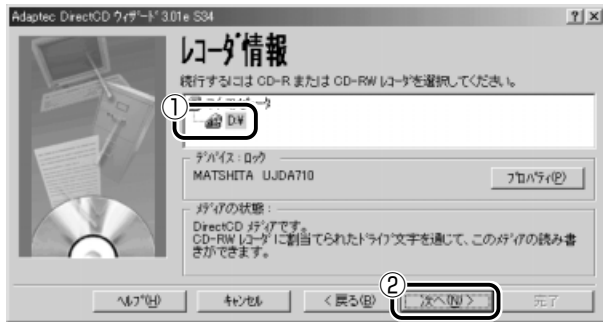 Adaptec DirectCD ウィザード 3.01e S34
レコーダ情報
続行するには CD-R または CD-RW レコーダを選択してください。
①
D:¥
デバイス: ロック
MATSHITA UJDA710
プロパティ(P)
メディアの状態:
DirectCD メディアです。
CD-RW レコーダに割当てられたドライブ文字を通じて、このメディアの読み書
きができます。
②
ヘルプ(H)
キャンセル
< 戻る(B)
次へ(N) >
完了